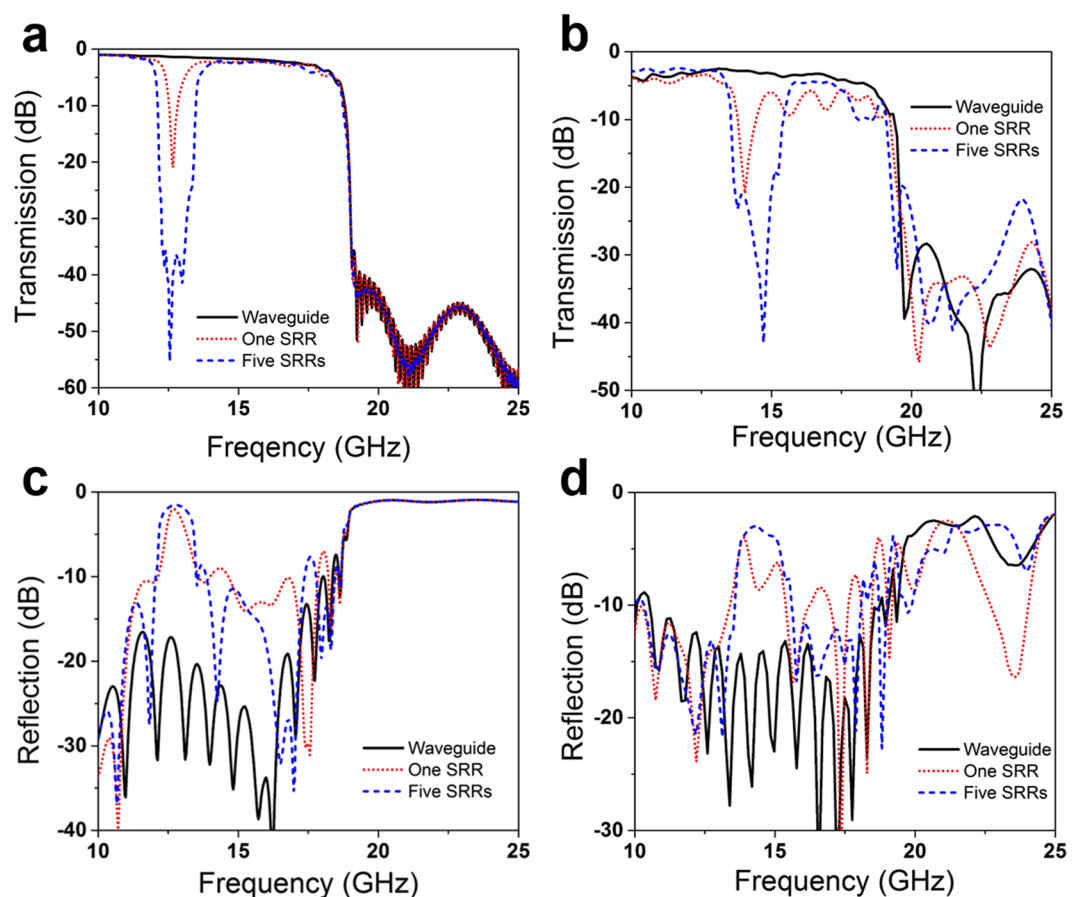 a
Transmission (dB)
0
-10
-20
-30
-40
-50
-60
Waveguide
One SRR
Five SRRs
10
15
20
25
Freqency (GHz)
b
Transmission (dB)
0
-10
-20
-30
-40
-50
Waveguide
One SRR
Five SRRs
10
15
20
25
Frequency (GHz)
c
Reflection (dB)
0
-10
-20
-30
-40
Waveguide
One SRR
Five SRRs
10
15
20
25
Frequency (GHz)
d
Reflection (dB)
0
-10
-20
-30
Waveguide
One SRR
Five SRRs
10
15
20
25
Frequency (GHz)